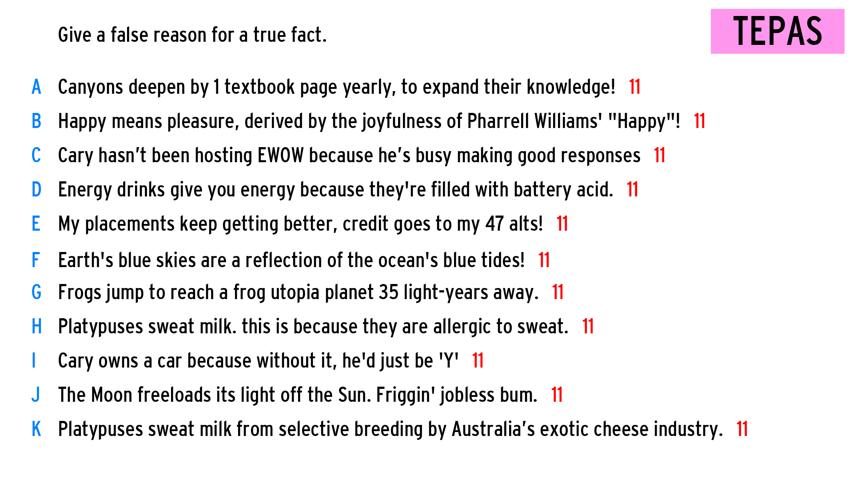 Give a false reason for a true fact.
TEPAS
A Canyons deepen by 1 textbook page yearly, to expand their knowledge! 11
B Happy means pleasure, derived by the joyfulness of Pharrell Williams' "Happy"! 11
C Cary hasn’t been hosting EWOW because he’s busy making good responses 11
D Energy drinks give you energy because they're filled with battery acid. 11
E My placements keep getting better, credit goes to my 47 alts! 11
F Earth's blue skies are a reflection of the ocean's blue tides! 11
G Frogs jump to reach a frog utopia planet 35 light-years away. 11
H Platypuses sweat milk. this is because they are allergic to sweat. 11
I Cary owns a car because without it, he'd just be 'Y' 11
J The Moon freeloads its light off the Sun. Friggin' jobless bum. 11
K Platypuses sweat milk from selective breeding by Australia’s exotic cheese industry. 11